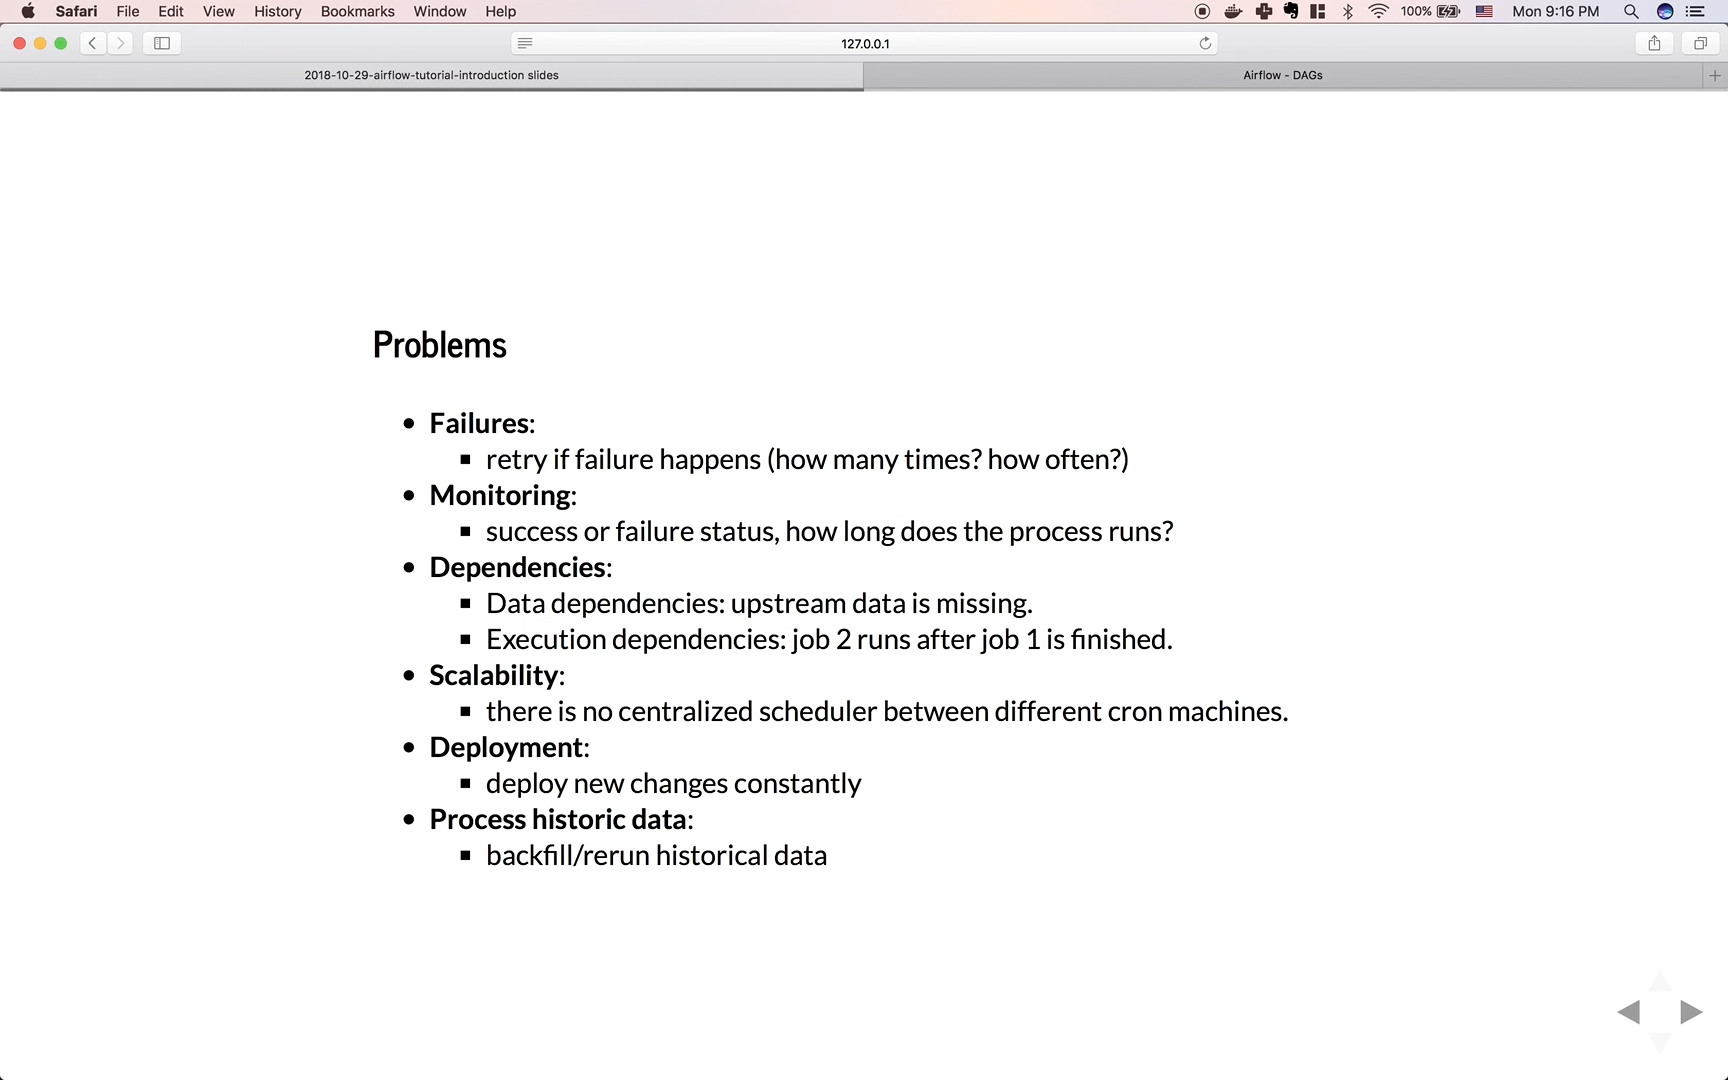 Safari File Edit View History Bookmarks Window Help 100% Mon 9:16 PM
127.0.0.1
2018-10-29-airflow-tutorial-introduction slides Airflow - DAGs
Problems
Failures:
retry if failure happens (how many times? how often?)
Monitoring:
success or failure status, how long does the process runs?
Dependencies:
Data dependencies: upstream data is missing.
Execution dependencies: job 2 runs after job 1 is finished.
Scalability:
there is no centralized scheduler between different cron machines.
Deployment:
deploy new changes constantly
Process historic data:
backfill/rerun historical data